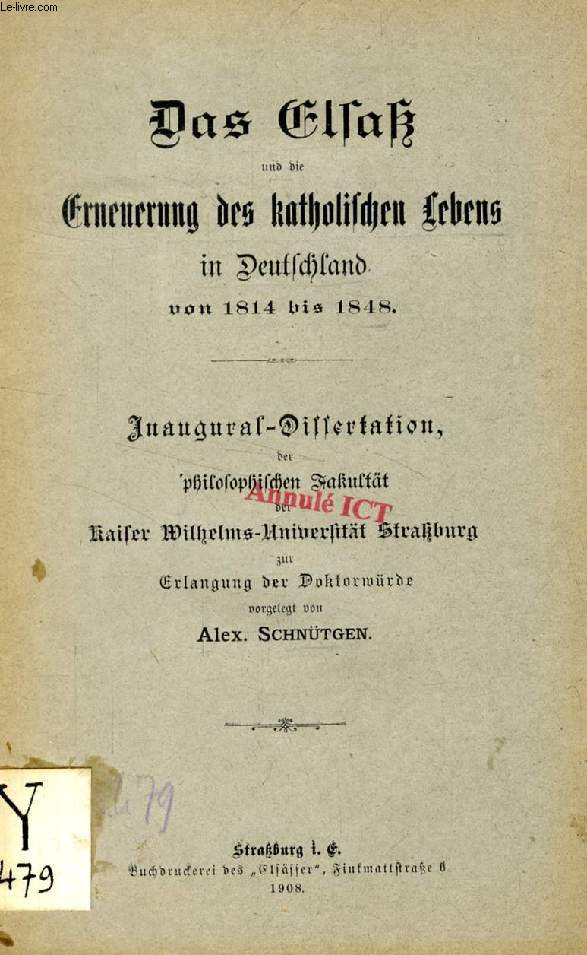 Le-livre.com
Das Elsaß
und die
Erneuerung des katholischen Lebens
in Deutschland
von 1814 bis 1848.
Inaugural-Dissertation,
der
philosophischen Fakultät
Annulé ICT
der
Kaiser Wilhelms-Universität Straßburg
zur
Erlangung der Doktorwürde
vorgelegt von
Alex. SCHNÜTGEN.
Y
479
479
Straßburg i. E.
Buchdruckerei des „Elsässer", Finkmattstraße 6
1908.